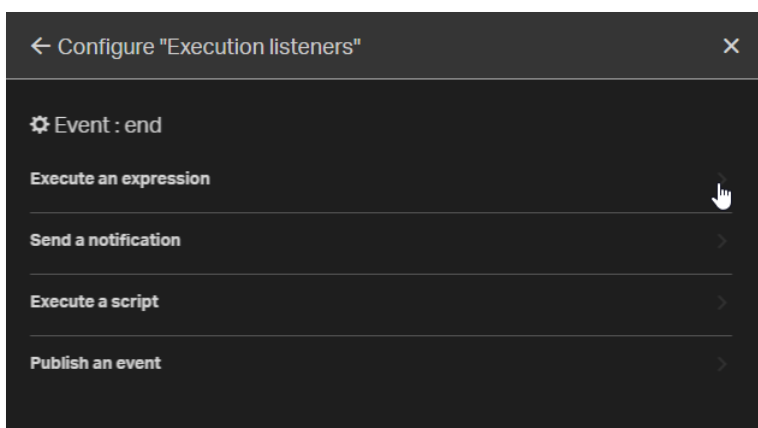 Configure "Execution listeners"
Event : end
Execute an expression
Send a notification
Execute a script
Publish an event